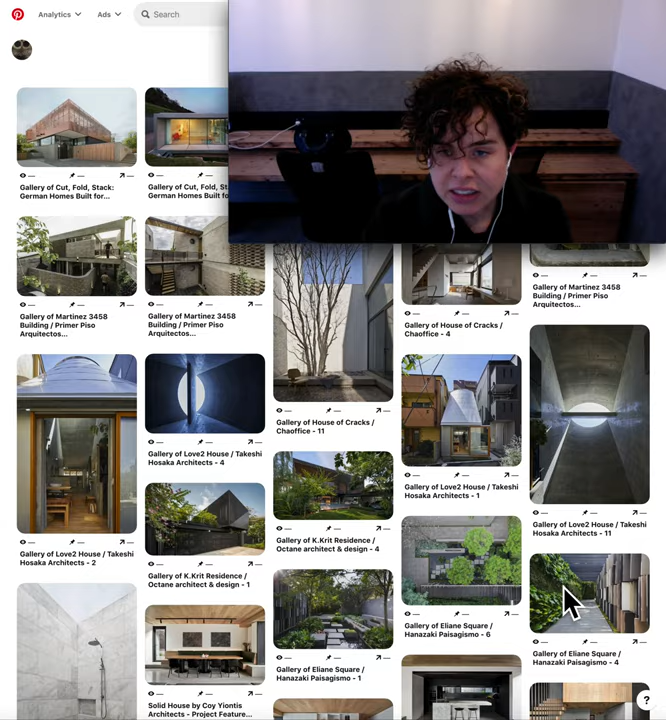 Analytics
Ads
Search
Gallery of Cut, Fold, Stack:
German Homes Built for...
Gallery of Cut, Fold, St
German Homes Built fo
Gallery of Martinez 3458
Building / Primer Piso
Arquitectos...
Gallery of Martinez 3458
Building / Primer Piso
Arquitectos...
Gallery of House of Cracks /
Chaoffice - 4
Gallery of Martinez 3458
Building / Primer Piso
Arquitectos...
Gallery of House of Cracks /
Chaoffice - 11
Gallery of Love2 House / Takeshi
Hosaka Architects - 4
Gallery of Love2 House / Takeshi
Hosaka Architects - 1
Gallery of Love2 House / Takeshi
Hosaka Architects - 11
Gallery of Love2 House / Takeshi
Hosaka Architects - 2
Gallery of K.Krit Residence /
Octane architect & design - 4
Gallery of K.Krit Residence /
Octane architect & design - 1
Gallery of Eliane Square /
Hanazaki Paisagismo - 6
Gallery of Eliane Square /
Hanazaki Paisagismo - 4
Gallery of Eliane Square /
Hanazaki Paisagismo - 1
Solid House by Coy Yiontis
Architects - Project Feature...
?